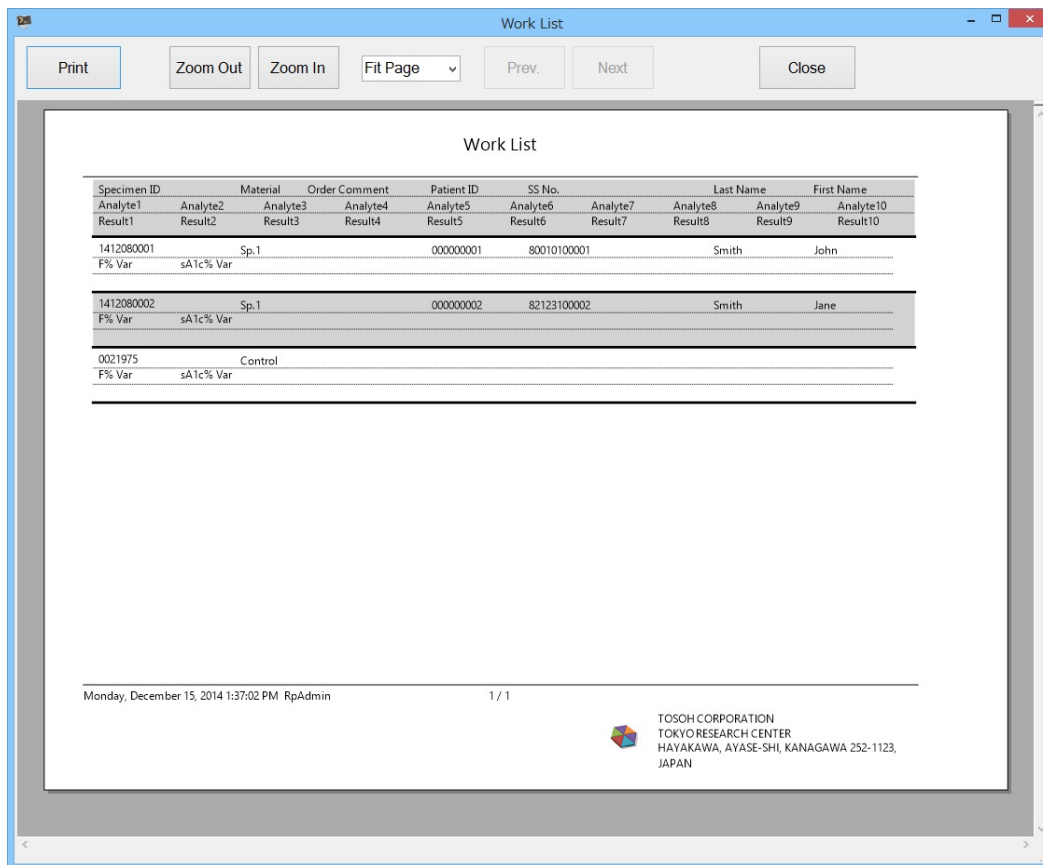 Work List
Print Zoom Out Zoom In Fit Page Prev. Next Close
Work List
Specimen ID Material Order Comment Patient ID SS No. Last Name First Name
Analyte1 Analyte2 Analyte3 Analyte4 Analyte5 Analyte6 Analyte7 Analyte8 Analyte9 Analyte10
Result1 Result2 Result3 Result4 Result5 Result6 Result7 Result8 Result9 Result10
1412080001 Sp.1 000000001 80010100001 Smith John
F% Var sA1c% Var
1412080002 Sp.1 000000002 82123100002 Smith Jane
F% Var sA1c% Var
0021975 Control
F% Var sA1c% Var
Monday, December 15, 2014 1:37:02 PM RpAdmin 1 / 1
TOSOH CORPORATION
TOKYO RESEARCH CENTER
HAYAKAWA, AYASE-SHI, KANAGAWA 252-1123,
JAPAN